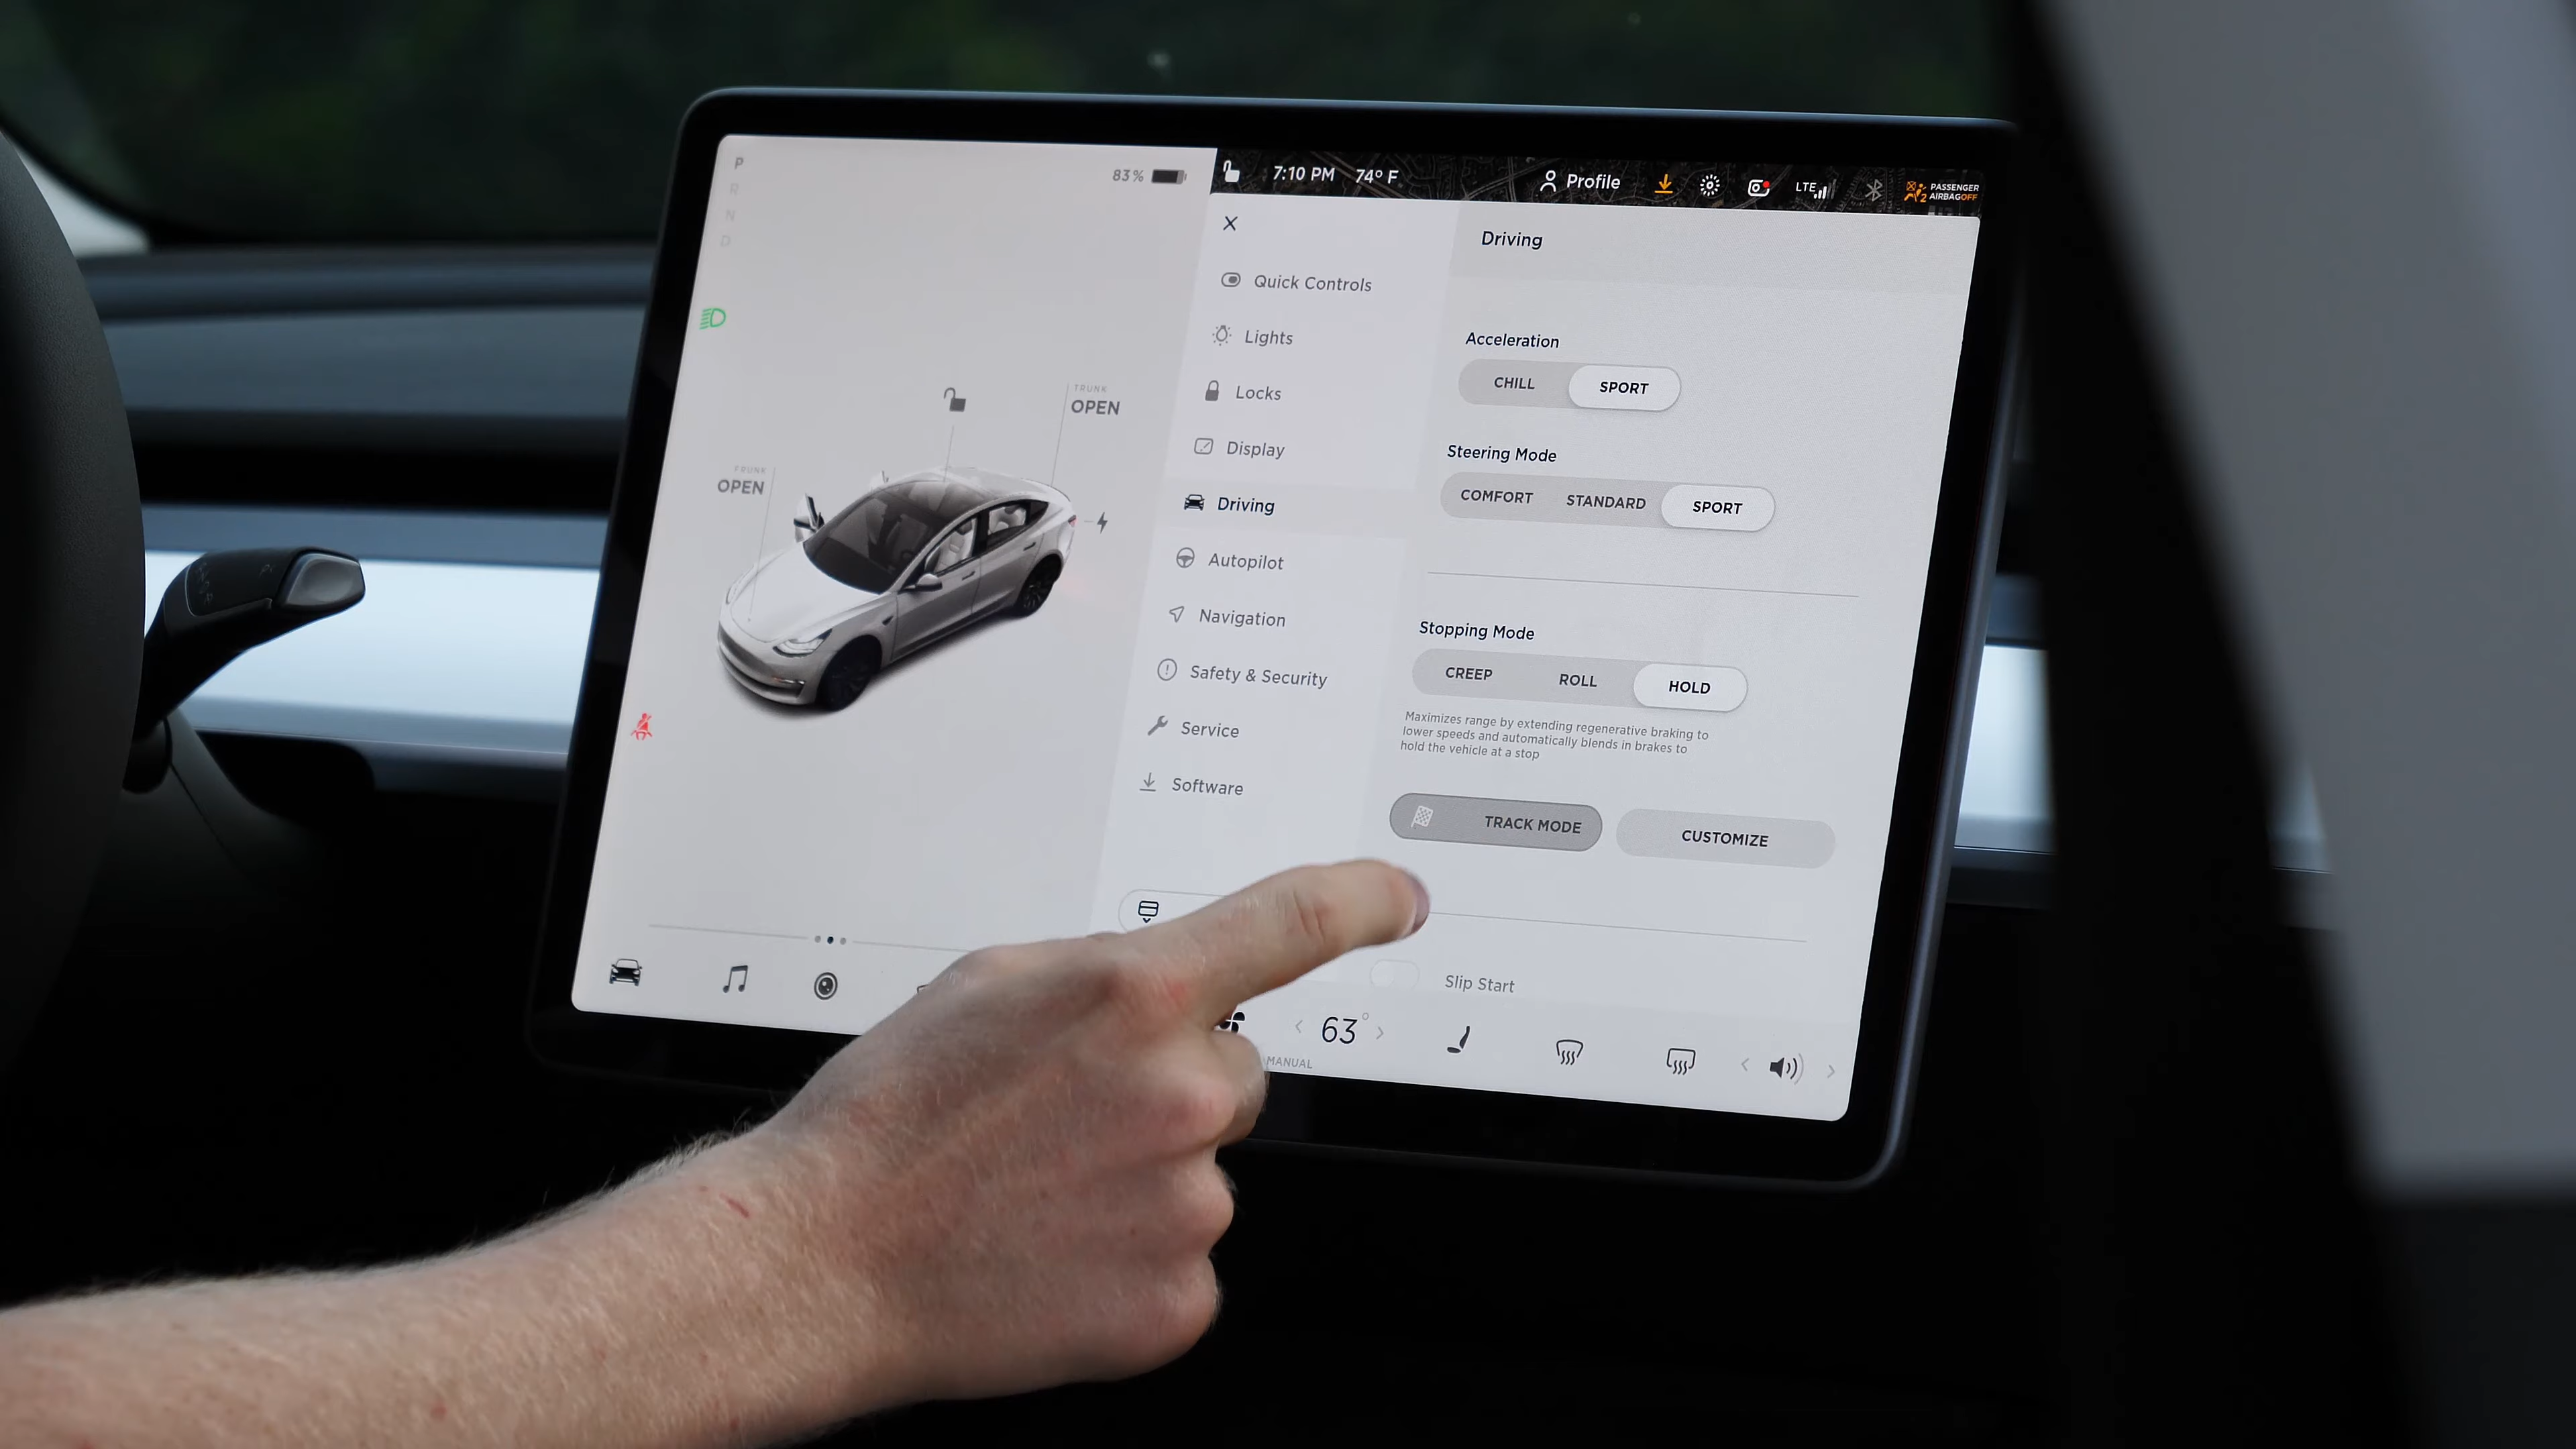 P
R
N
D
83%
TRUNK
OPEN
FRUNK
OPEN
7:10 PM 74° F
Profile
LTE
2
PASSENGER
AIRBAG OFF
Quick Controls
Lights
Locks
Display
Driving
Autopilot
Navigation
Safety & Security
Service
Software
Driving
Acceleration
CHILL SPORT
Steering Mode
COMFORT STANDARD SPORT
Stopping Mode
CREEP ROLL HOLD
Maximizes range by extending regenerative braking to
lower speeds and automatically blends in brakes to
hold the vehicle at a stop
TRACK MODE CUSTOMIZE
Slip Start
63°
MANUAL